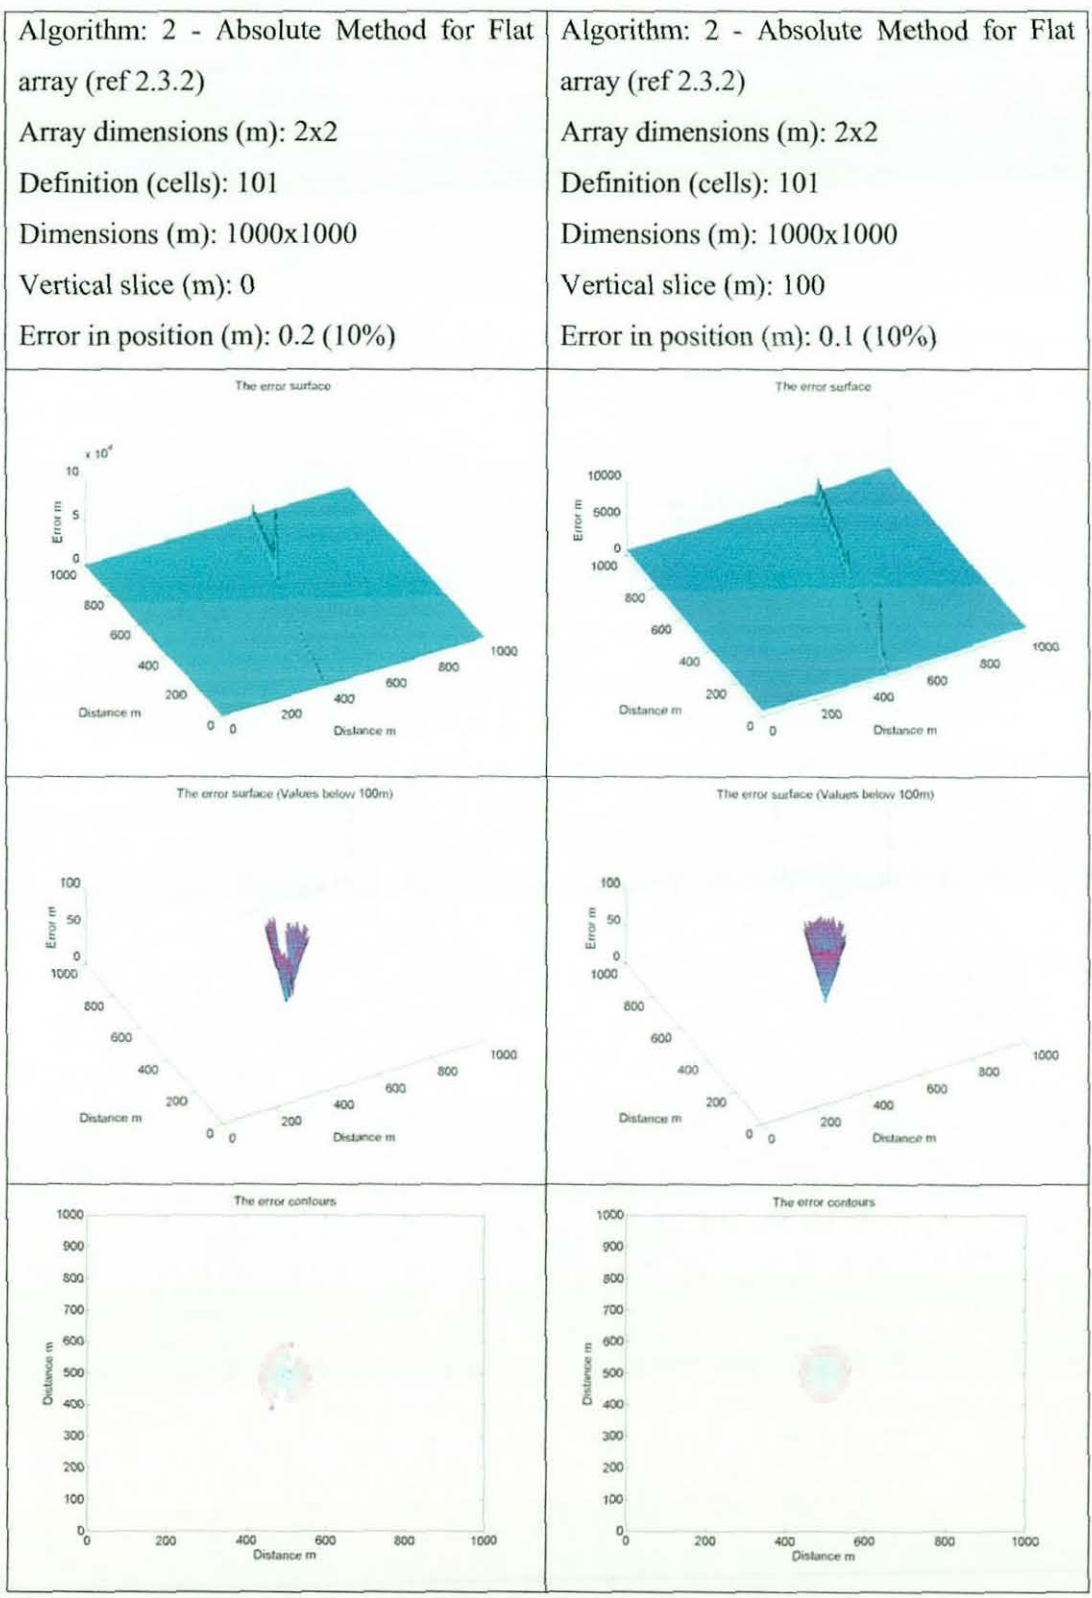 Algorithm: 2 - Absolute Method for Flat
array (ref 2.3.2)
Array dimensions (m): 2x2
Definition (cells): 101
Dimensions (m): 1000x1000
Vertical slice (m): 0
Error in position (m): 0.2 (10%)
Algorithm: 2 - Absolute Method for Flat
array (ref 2.3.2)
Array dimensions (m): 2x2
Definition (cells): 101
Dimensions (m): 1000x1000
Vertical slice (m): 100
Error in position (m): 0.1 (10%)
The error surface
x 10⁴
10
5
0
Error m
1000
800
600
400
200
0
Distance m
0
200
400
600
800
1000
Distance m
The error surface
10000
5000
0
Error m
1000
800
600
400
200
0
Distance m
0
200
400
600
800
1000
Distance m
The error surface (Values below 100m)
100
50
0
Error m
1000
800
600
400
200
0
Distance m
0
200
400
600
800
1000
Distance m
The error surface (Values below 100m)
100
50
0
Error m
1000
800
600
400
200
0
Distance m
0
200
400
600
800
1000
Distance m
The error contours
1000
900
800
700
600
500
400
300
200
100
0
Distance m
0
200
400
600
800
1000
Distance m
The error contours
1000
900
800
700
600
500
400
300
200
100
0
Distance m
0
200
400
600
800
1000
Distance m